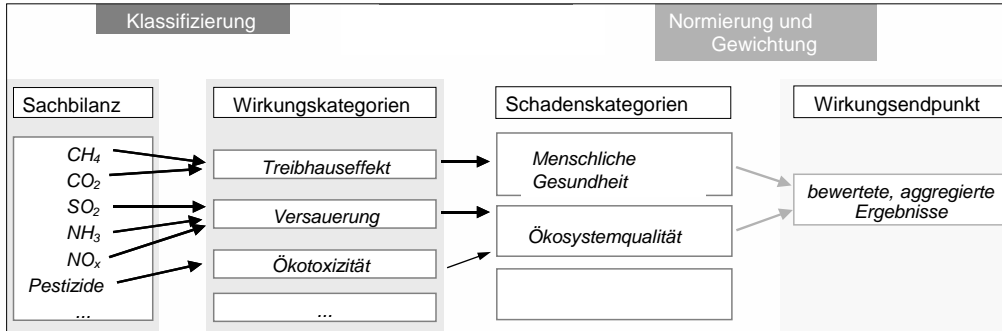 Klassifizierung
Normierung und
Gewichtung
Sachbilanz
Wirkungskategorien
Schadenskategorien
Wirkungsendpunkt
CH4
CO2
SO2
NH3
NOx
Pestizide
...
Treibhauseffekt
Versauerung
Ökotoxizität
...
Menschliche
Gesundheit
Ökosystemqualität
bewertete, aggregierte
Ergebnisse